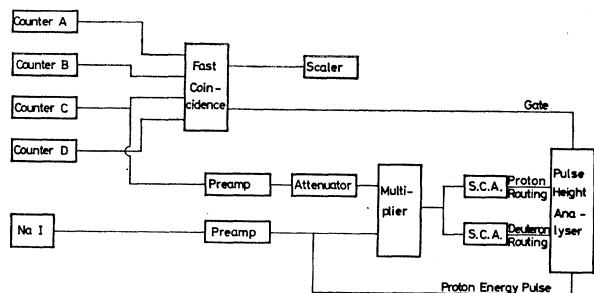 Counter A
Counter B
Counter C
Counter D
Fast
Coin-
cidence
Scaler
Gate
Preamp
Attenuator
Multi-
plier
S.C.A.
Proton
Routing
S.C.A.
Deuteron
Routing
Pulse
Height
Ana-
lyser
Na I
Preamp
Proton Energy Pulse